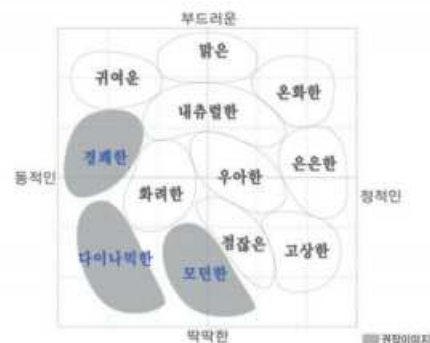 부드러운
맑은
귀여운
온화한
내츄럴한
경쾌한
은은한
동적인
우아한
화려한
정적인
점잖은
고상한
다이나믹한
모던한
딱딱한
권장이미지